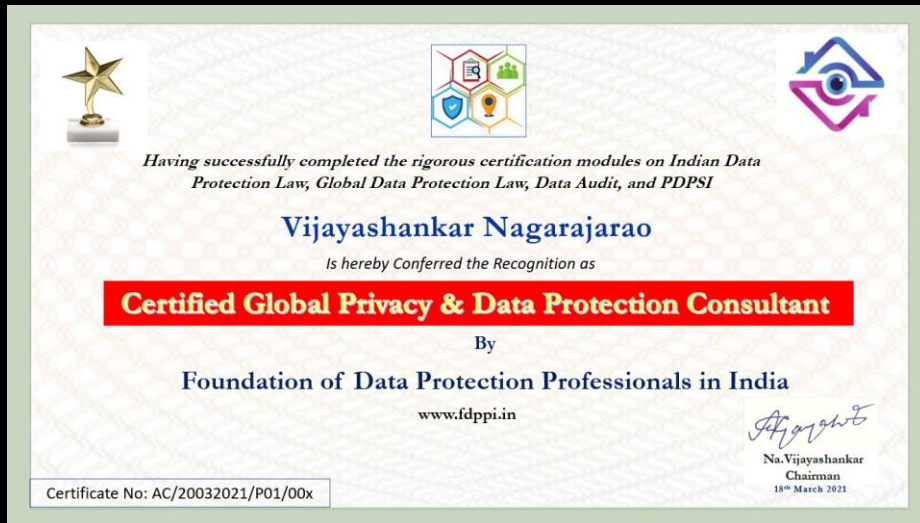 Having successfully completed the rigorous certification modules on Indian Data
Protection Law, Global Data Protection Law, Data Audit, and PDPSI
Vijayashankar Nagarajarao
Is hereby Conferred the Recognition as
Certified Global Privacy & Data Protection Consultant
By
Foundation of Data Protection Professionals in India
www.fdppi.in
Na.Vijayashankar
Chairman
18th March 2021
Certificate No: AC/20032021/P01/00x